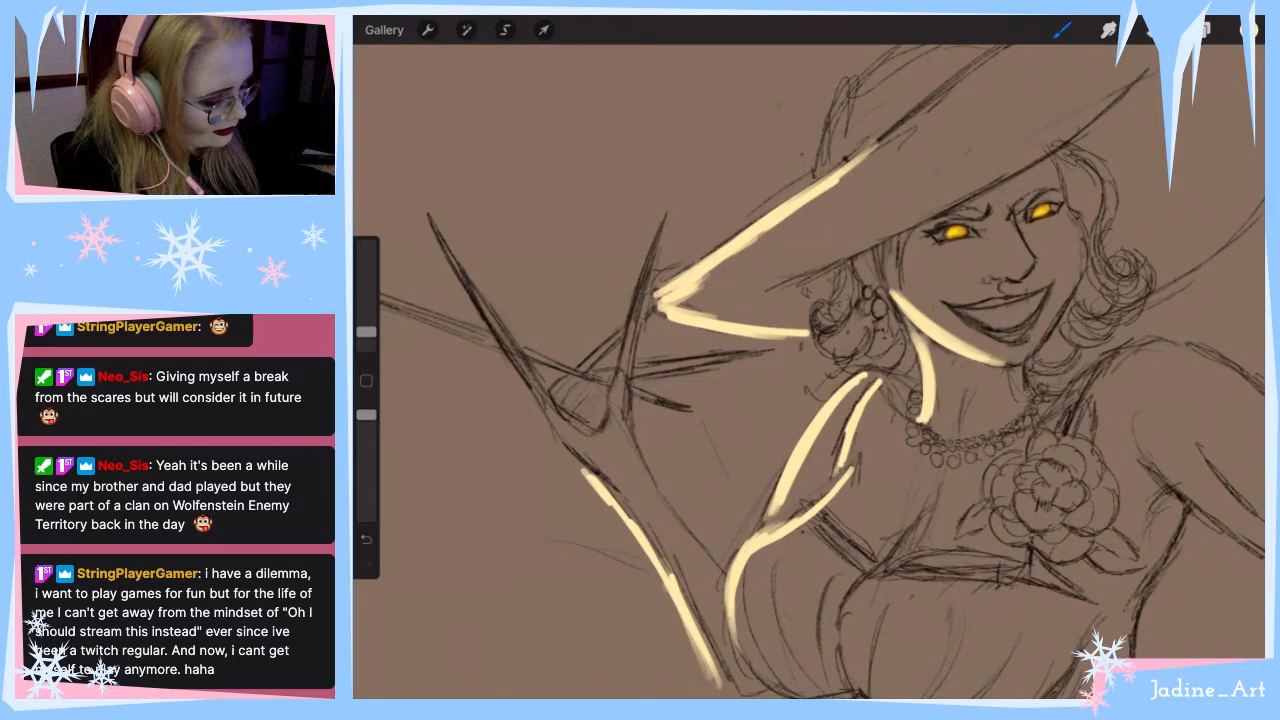 Gallery
StringPlayerGamer:
Neo_Sis: Giving myself a break
from the scares but will consider it in future
Neo_Sis: Yeah it's been a while
since my brother and dad played but they
were part of a clan on Wolfenstein Enemy
Territory back in the day
StringPlayerGamer: i have a dilemma,
i want to play games for fun but for the life of
me I can't get away from the mindset of "Oh I
should stream this instead" ever since ive
been a twitch regular. And now, i cant get
myself to play anymore. haha
Jadine_Art